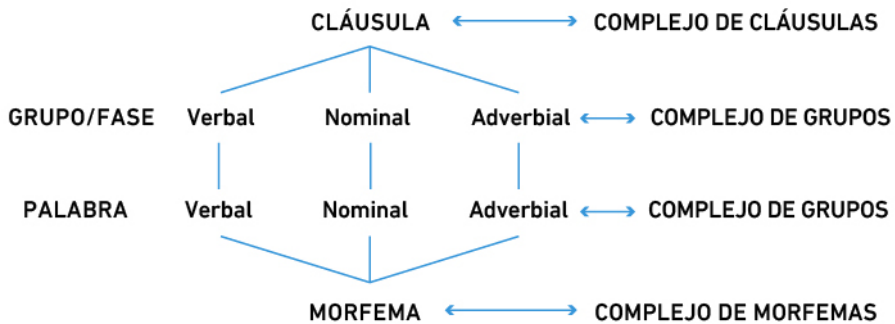 CLÁUSULA COMPLEJO DE CLÁUSULAS
GRUPO/FASE Verbal Nominal Adverbial COMPLEJO DE GRUPOS
PALABRA Verbal Nominal Adverbial COMPLEJO DE GRUPOS
MORFEMA COMPLEJO DE MORFEMAS